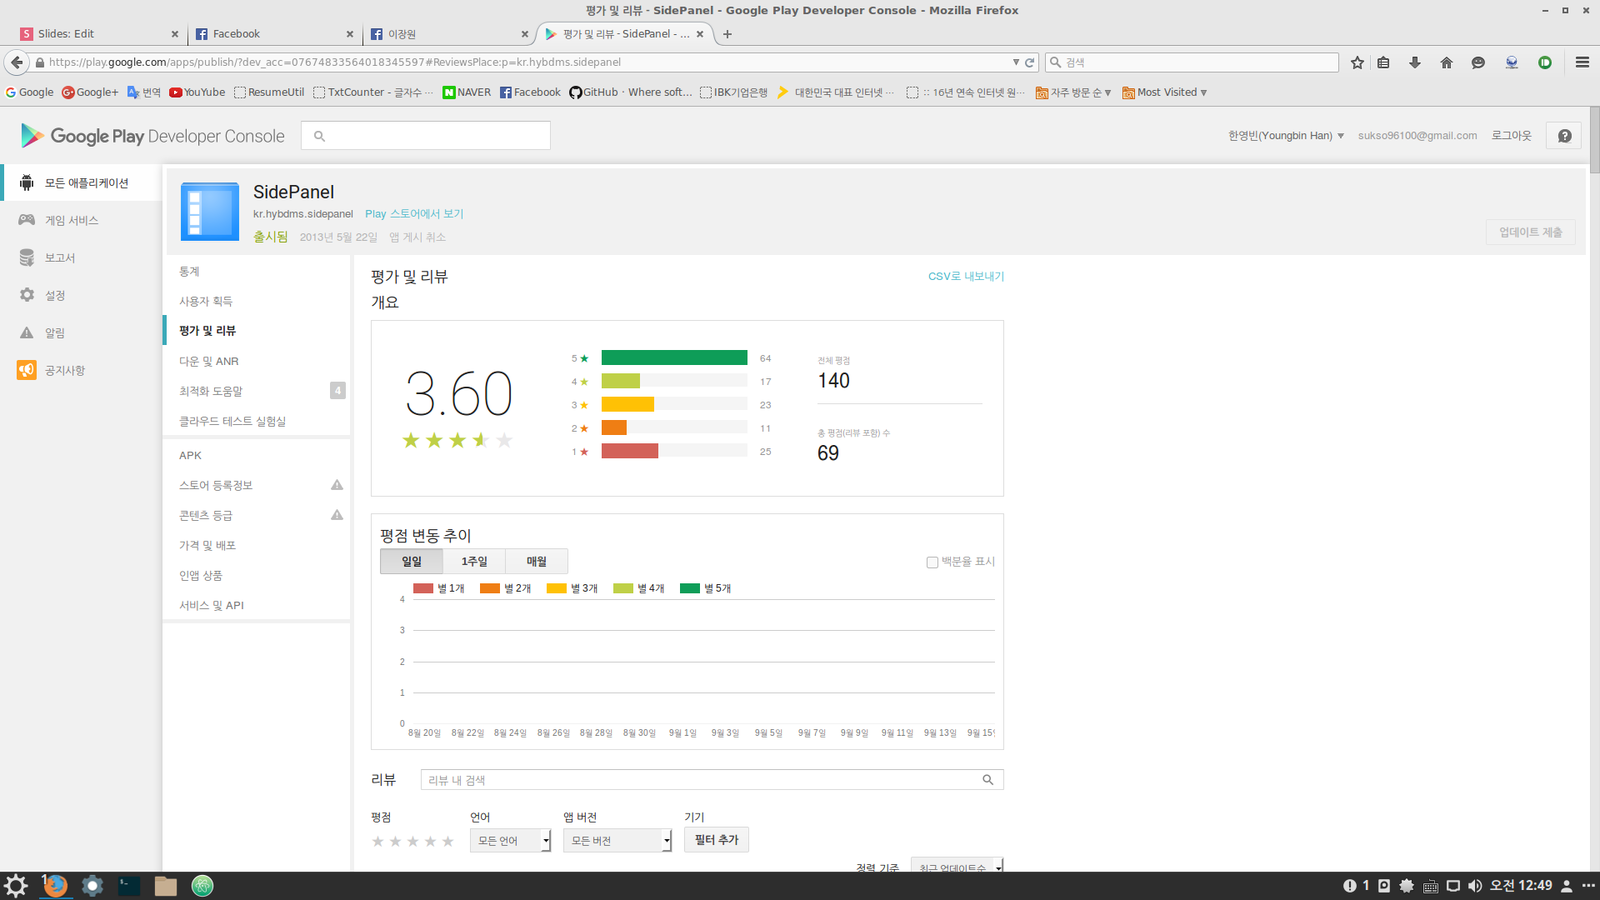 평가 및 리뷰 - SidePanel - Google Play Developer Console - Mozilla Firefox
Slides: Edit
Facebook
이장원
평가 및 리뷰 - SidePanel - ...
https://play.google.com/apps/publish/?dev_acc=07674833564018345597#ReviewsPlace:p=kr.hybdms.sidepanel
검색
Google
Google+
번역
YouTube
ResumeUtil
TxtCounter - 글자수 ...
NAVER
Facebook
GitHub · Where soft...
IBK기업은행
대한민국 대표 인터넷 ...
:: 16년 연속 인터넷 원...
자주 방문 순
Most Visited
Google Play Developer Console
한영빈(Youngbin Han)
sukso96100@gmail.com
로그아웃
모든 애플리케이션
게임 서비스
보고서
설정
알림
공지사항
SidePanel
kr.hybdms.sidepanel
Play 스토어에서 보기
출시됨
2013년 5월 22일
앱 게시 취소
업데이트 제출
통계
사용자 획득
평가 및 리뷰
다운 및 ANR
최적화 도움말
4
클라우드 테스트 실험실
APK
스토어 등록정보
콘텐츠 등급
가격 및 배포
인앱 상품
서비스 및 API
평가 및 리뷰
CSV로 내보내기
개요
3.60
5 ★ 64
4 ★ 17
3 ★ 23
2 ★ 11
1 ★ 25
전체 평점
140
총 평점(리뷰 포함) 수
69
평점 변동 추이
일일
1주일
매월
백분율 표시
별 1개
별 2개
별 3개
별 4개
별 5개
4
3
2
1
0
8월 20일
8월 22일
8월 24일
8월 26일
8월 28일
8월 30일
9월 1일
9월 3일
9월 5일
9월 7일
9월 9일
9월 11일
9월 13일
9월 15일
리뷰
리뷰 내 검색
평점
언어
앱 버전
기기
모든 언어
모든 버전
필터 추가
정렬 기준
최근 업데이트순
1
1
오전 12:49